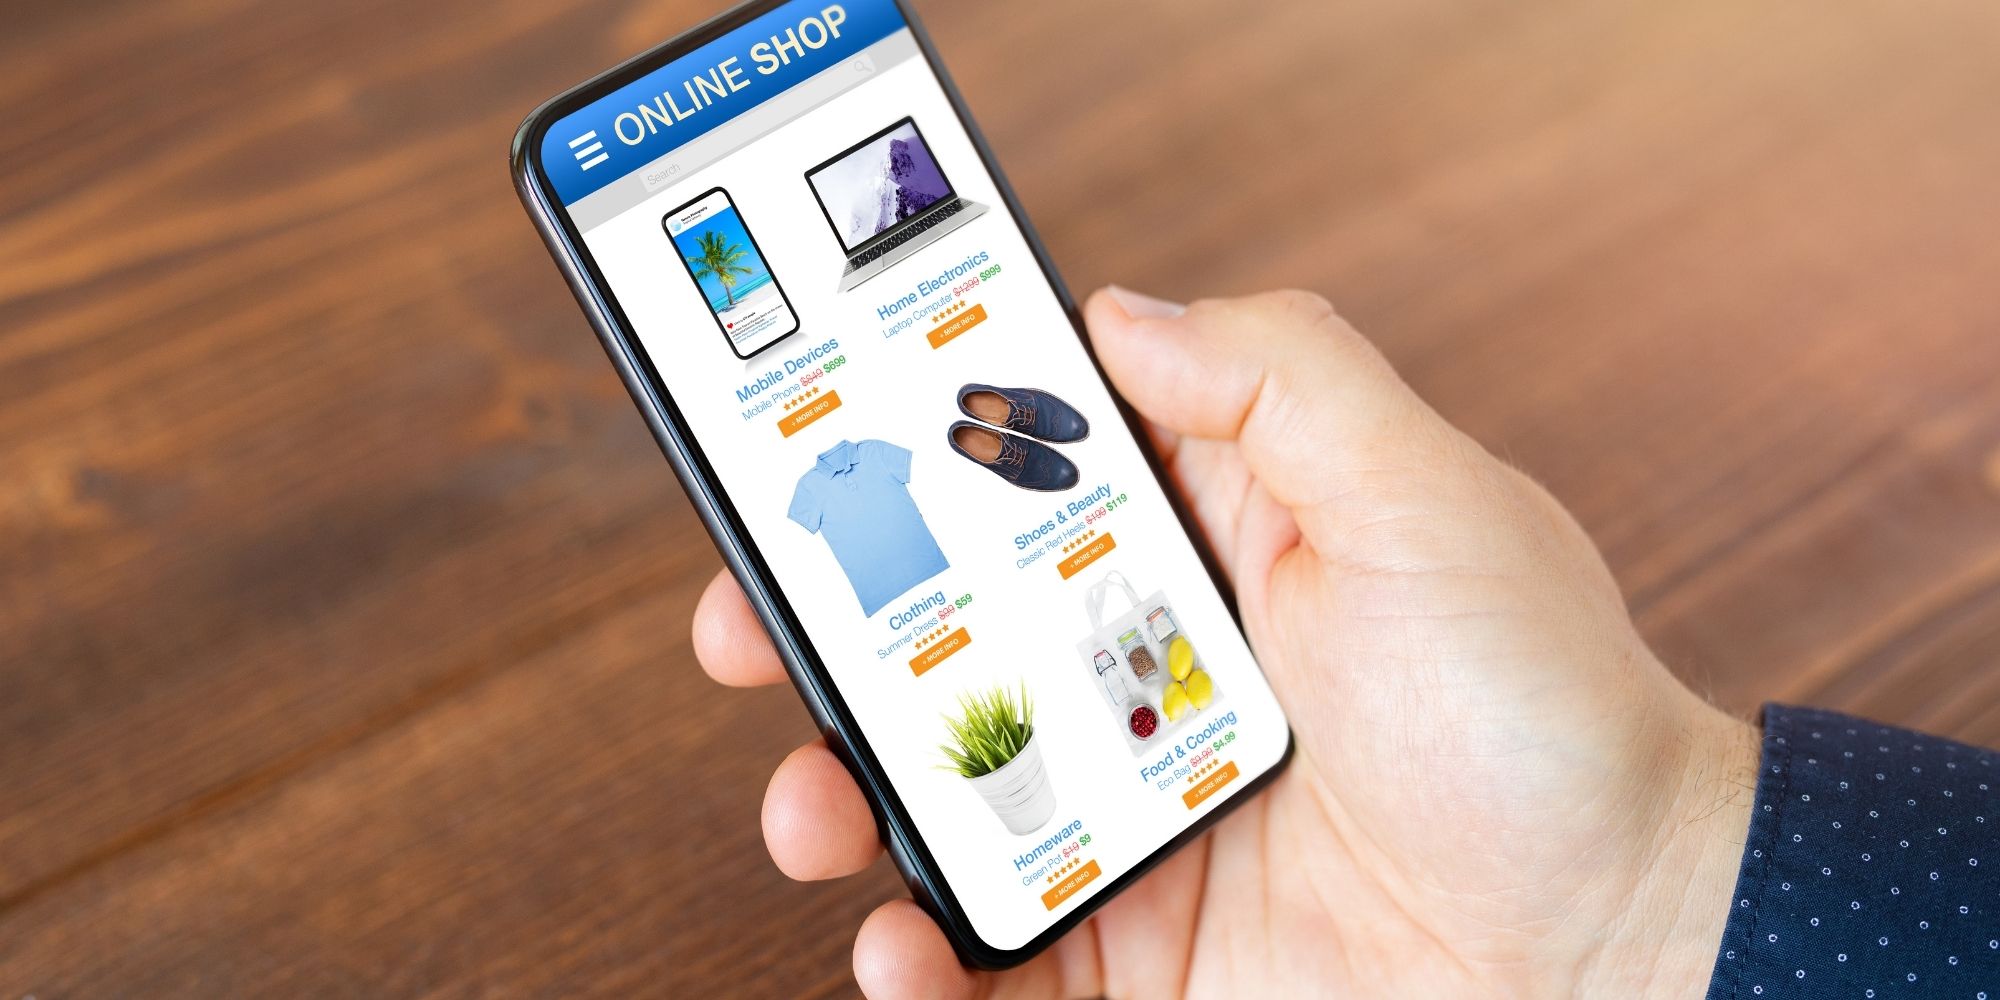 ONLINE SHOP
Search
Mobile Devices
Mobile Phone $849 $699
+ MORE INFO
Home Electronics
Laptop Computer $1299 $999
+ MORE INFO
Clothing
Summer Dress $99 $59
+ MORE INFO
Shoes & Beauty
Classic Red Heels $199 $119
+ MORE INFO
Homeware
Green Pot $19 $9
+ MORE INFO
Food & Cooking
Eco Bag $9.99 $4.99
+ MORE INFO